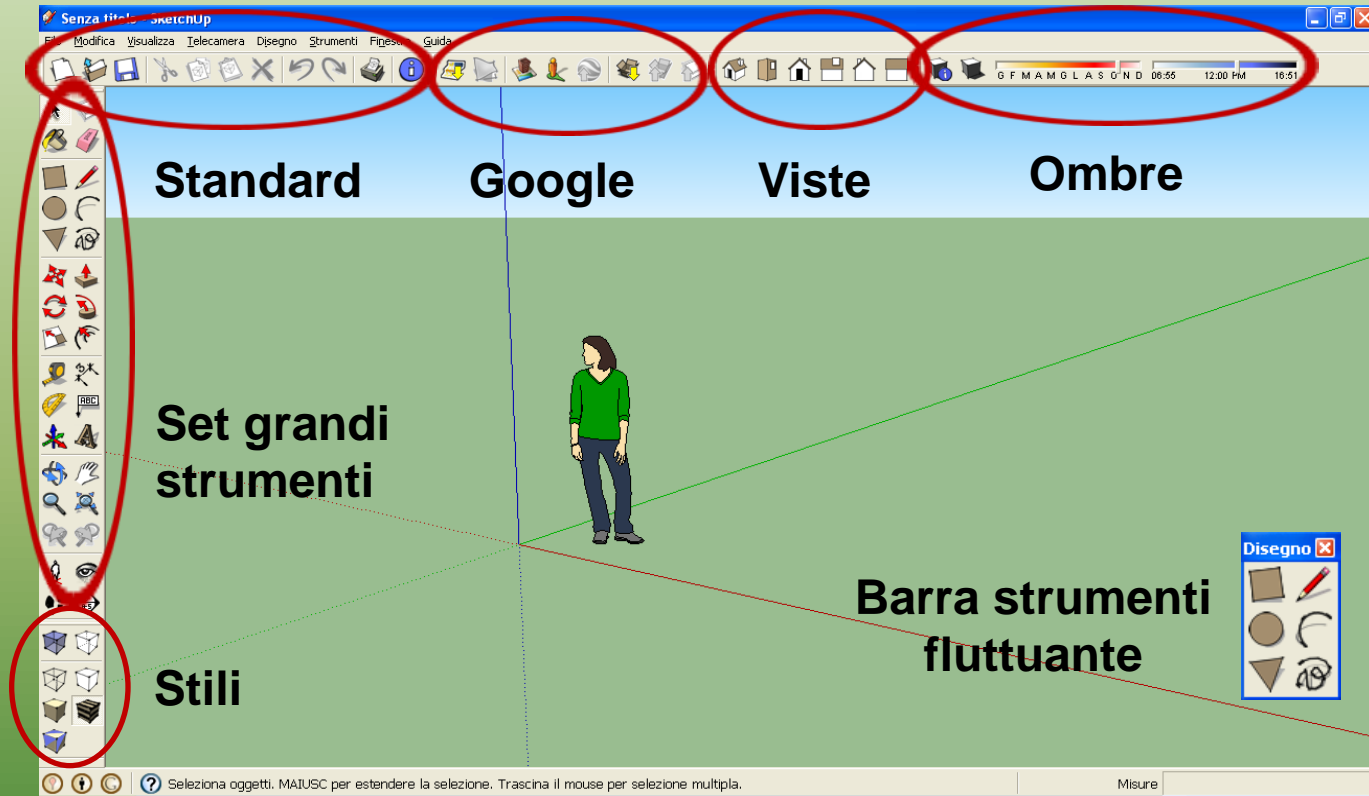 Senza titolo - SketchUp
File Modifica Visualizza Telecamera Disegno Strumenti Finestra Guida
G F M A M G L A S O N D 06:55 12:00 PM 16:51
Standard
Google
Viste
Ombre
ABC
Set grandi
strumenti
Disegno
Barra strumenti
fluttuante
Stili
Seleziona oggetti. MAIUSC per estendere la selezione. Trascina il mouse per selezione multipla.
Misure